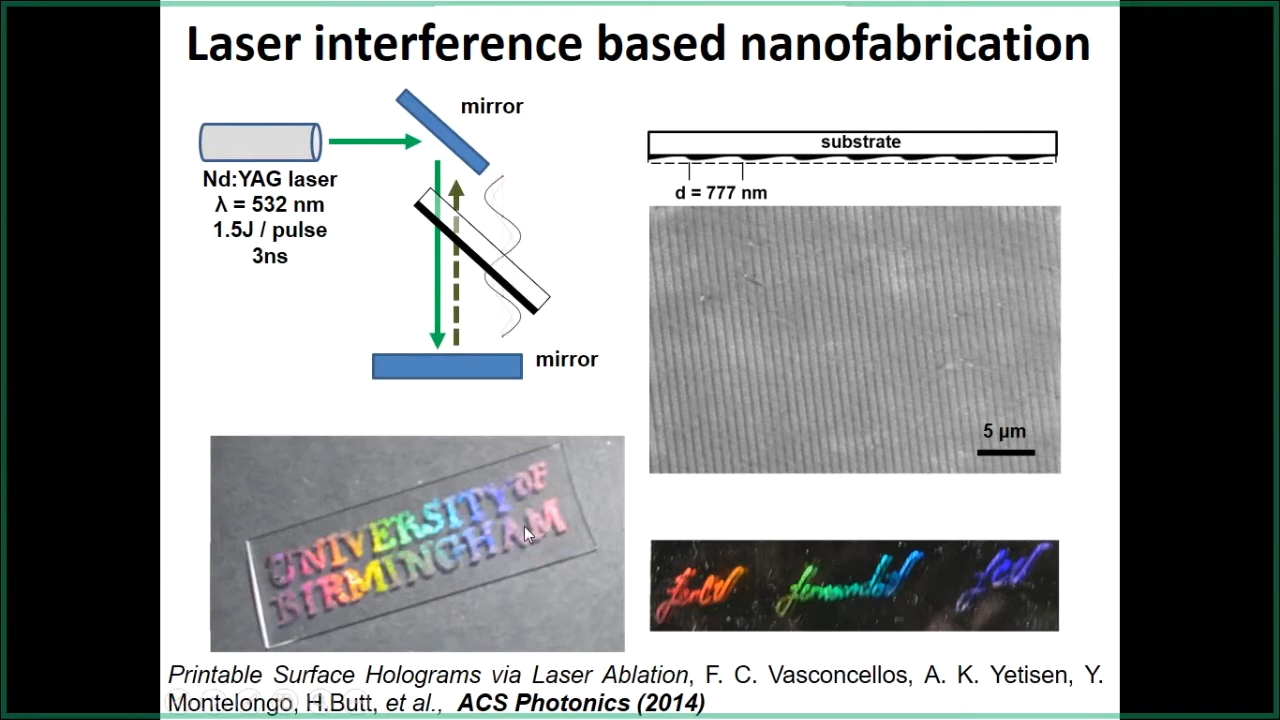 Laser interference based nanofabrication
mirror
Nd:YAG laser
λ = 532 nm
1.5J / pulse
3ns
mirror
substrate
d = 777 nm
5 µm
UNIVERSITY OF
BIRMINGHAM
Printable Surface Holograms via Laser Ablation, F. C. Vasconcellos, A. K. Yetisen, Y.
Montelongo, H.Butt, et al., ACS Photonics (2014)